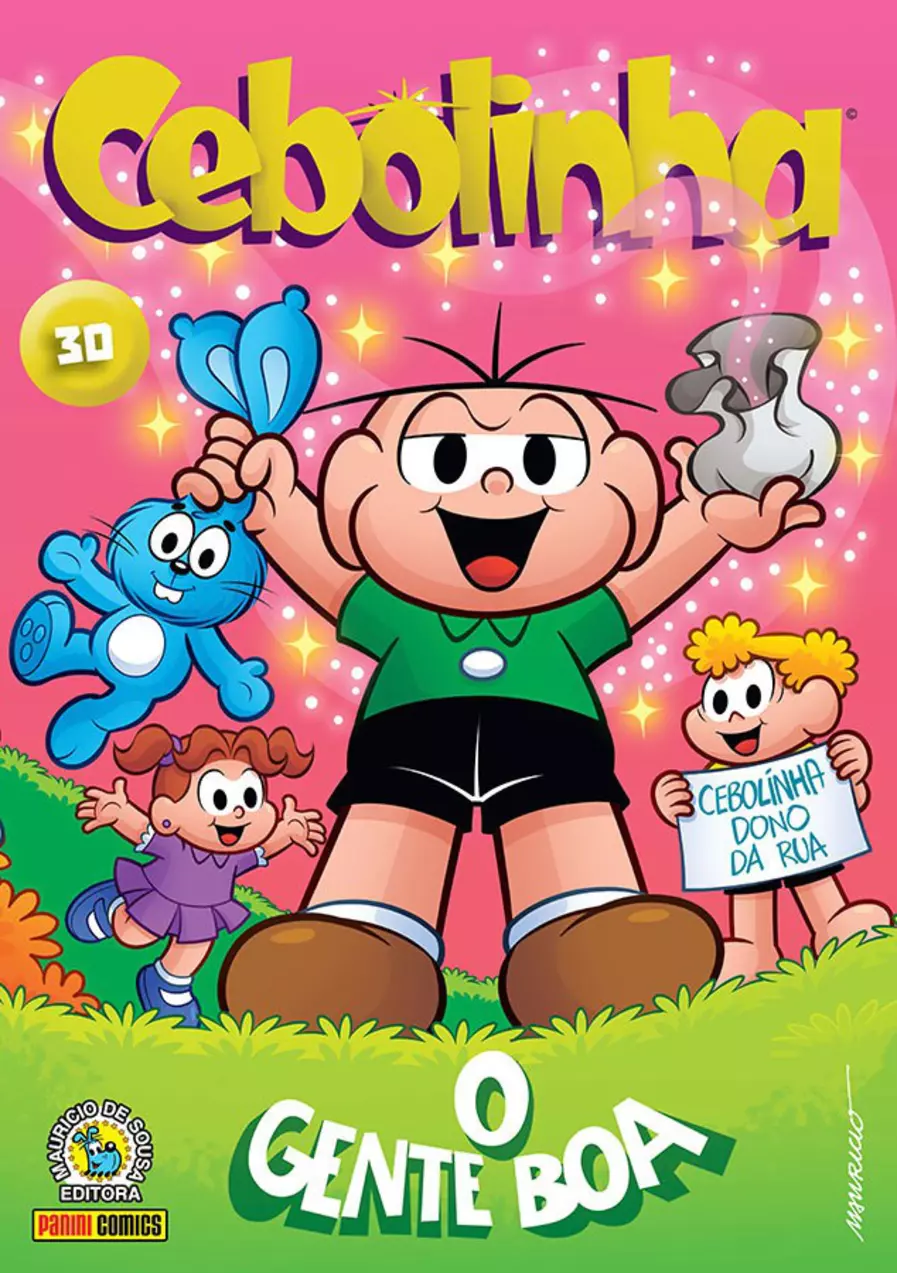 Cebolinha
©
30
CEBOLINHA
DONO
DA RUA
O
GENTE BOA
MAURICIO DE SOUSA
EDITORA
PANINI COMICS
MAURICIO